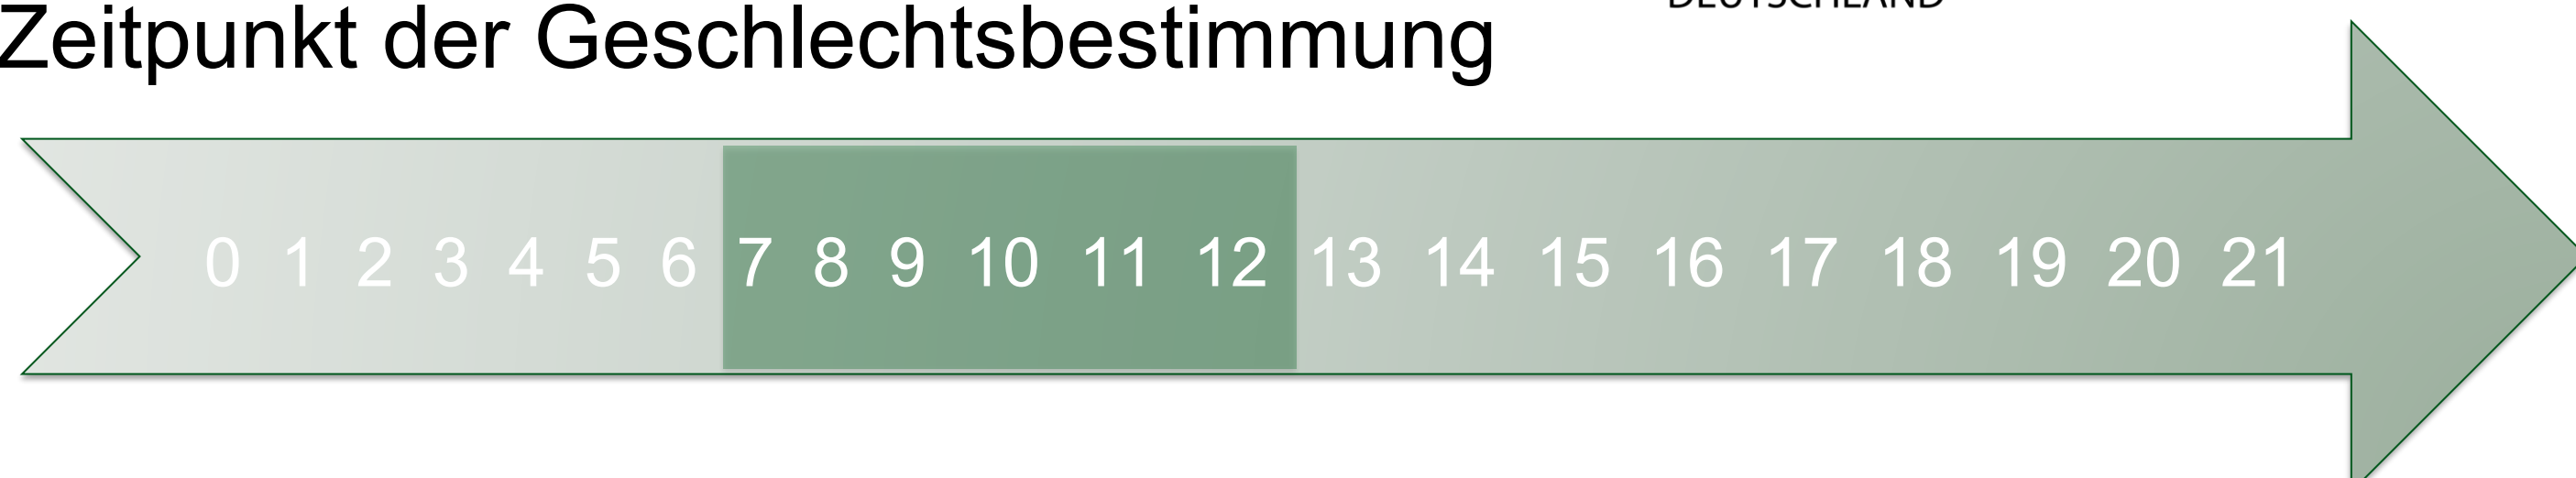 DEUTSCHLAND
Zeitpunkt der Geschlechtsbestimmung
0 1 2 3 4 5 6 7 8 9 10 11 12 13 14 15 16 17 18 19 20 21